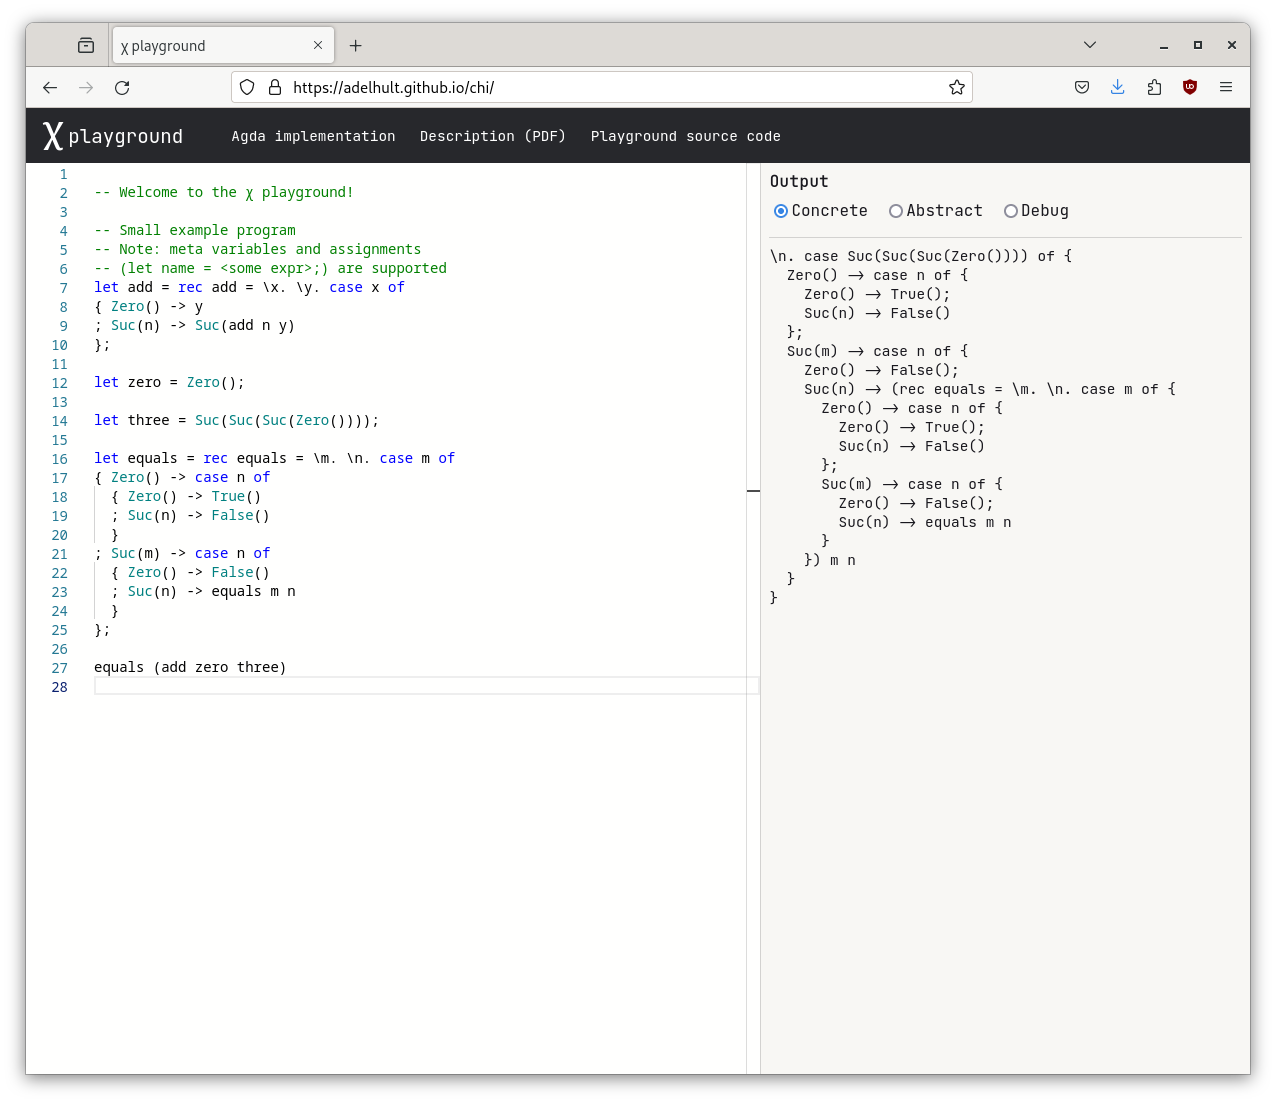 χ playground
https://adelhult.github.io/chi/
χ playground
Agda implementation
Description (PDF)
Playground source code
1
2 -- Welcome to the χ playground!
3
4 -- Small example program
5 -- Note: meta variables and assignments
6 -- (let name = <some expr>;) are supported
7 let add = rec add = \x. \y. case x of
8 { Zero() -> y
9 ; Suc(n) -> Suc(add n y)
10 };
11
12 let zero = Zero();
13
14 let three = Suc(Suc(Suc(Zero())));
15
16 let equals = rec equals = \m. \n. case m of
17 { Zero() -> case n of
18   { Zero() -> True()
19   ; Suc(n) -> False()
20   }
21 ; Suc(m) -> case n of
22   { Zero() -> False()
23   ; Suc(n) -> equals m n
24   }
25 };
26
27 equals (add zero three)
28
Output
Concrete
Abstract
Debug
\n. case Suc(Suc(Suc(Zero()))) of {
  Zero() -> case n of {
    Zero() -> True();
    Suc(n) -> False()
  };
  Suc(m) -> case n of {
    Zero() -> False();
    Suc(n) -> (rec equals = \m. \n. case m of {
      Zero() -> case n of {
        Zero() -> True();
        Suc(n) -> False()
      };
      Suc(m) -> case n of {
        Zero() -> False();
        Suc(n) -> equals m n
      }
    }) m n
  }
}